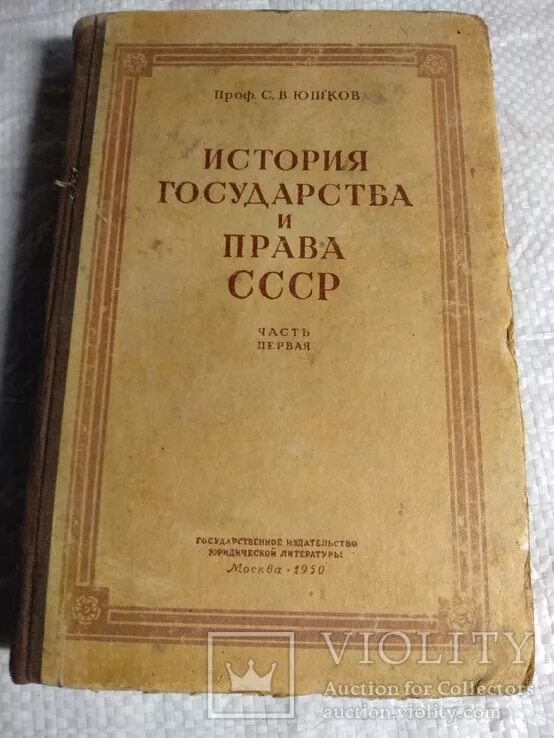 Проф. С. В. ЮШКОВ
ИСТОРИЯ
ГОСУДАРСТВА
И
ПРАВА
СССР
ЧАСТЬ
ПЕРВАЯ
ГОСУДАРСТВЕННОЕ ИЗДАТЕЛЬСТВО
ЮРИДИЧЕСКОЙ ЛИТЕРАТУРЫ
Москва - 1950
VIOLITY
Auction for Collectors
auction.violity.com